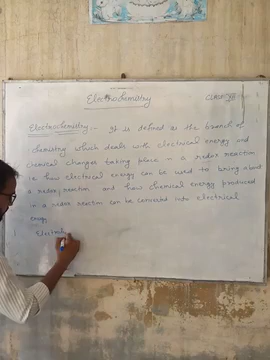 Electrochemistry
CLASS XII
Electrochemistry :- It is defined as the branch of
chemistry which deals with electrical energy and
chemical changes taking place in a redox reaction
i.e how electrical energy can be used to bring about
a redox reaction and how chemical energy produced
in a redox reaction can be converted into electrical
energy
Electrol